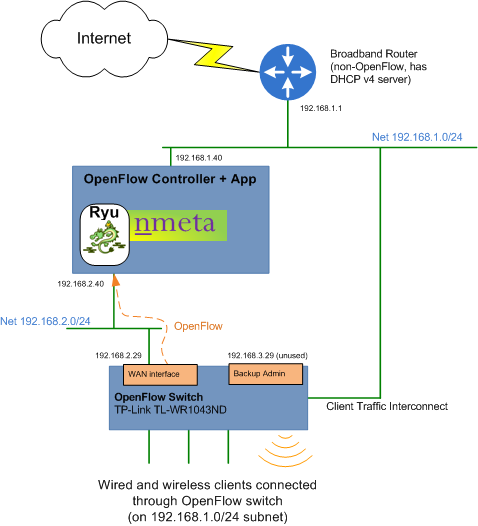 Internet
Broadband Router
(non-OpenFlow, has
DHCP v4 server)
192.168.1.1
Net 192.168.1.0/24
192.168.1.40
OpenFlow Controller + App
Ryu
nmeta
192.168.2.40
Net 192.168.2.0/24
OpenFlow
192.168.2.29
192.168.3.29 (unused)
WAN interface
Backup Admin
OpenFlow Switch
TP-Link TL-WR1043ND
Client Traffic Interconnect
Wired and wireless clients connected
through OpenFlow switch
(on 192.168.1.0/24 subnet)